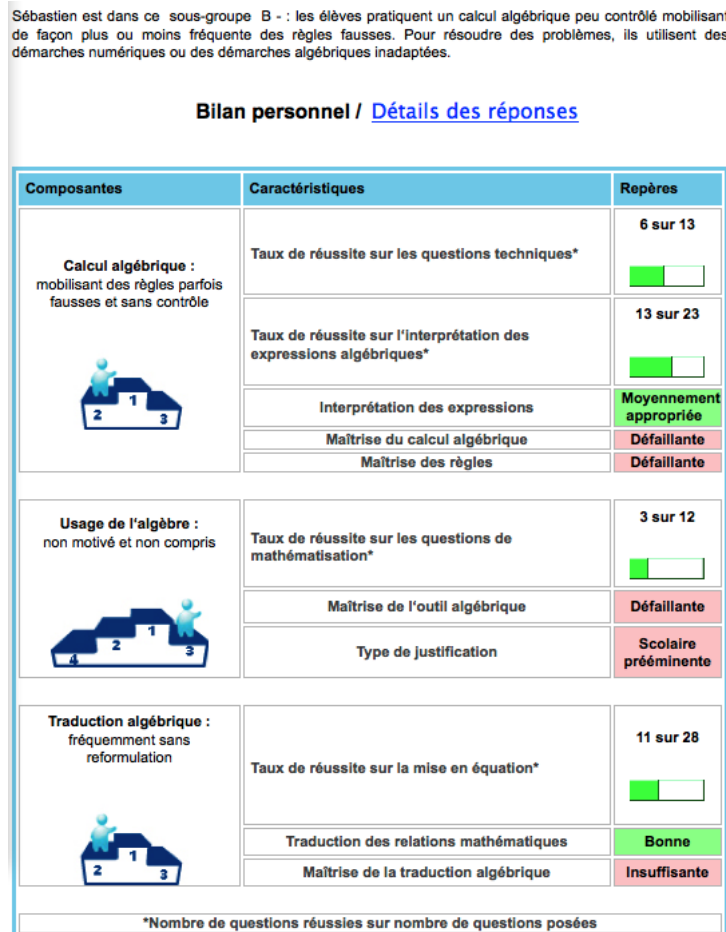 Sébastien est dans ce sous-groupe B - : les élèves pratiquent un calcul algébrique peu contrôlé mobilisant
de façon plus ou moins fréquente des règles fausses. Pour résoudre des problèmes, ils utilisent des
démarches numériques ou des démarches algébriques inadaptées.
Bilan personnel / Détails des réponses
Composantes
Caractéristiques
Repères
Calcul algébrique :
mobilisant des règles parfois
fausses et sans contrôle
2
1
3
Taux de réussite sur les questions techniques*
6 sur 13
Taux de réussite sur l'interprétation des
expressions algébriques*
13 sur 23
Interprétation des expressions
Moyennement
appropriée
Maîtrise du calcul algébrique
Défaillante
Maîtrise des règles
Défaillante
Usage de l'algèbre :
non motivé et non compris
4
2
1
3
Taux de réussite sur les questions de
mathématisation*
3 sur 12
Maîtrise de l'outil algébrique
Défaillante
Type de justification
Scolaire
prééminente
Traduction algébrique :
fréquemment sans
reformulation
2
1
3
Taux de réussite sur la mise en équation*
11 sur 28
Traduction des relations mathématiques
Bonne
Maîtrise de la traduction algébrique
Insuffisante
*Nombre de questions réussies sur nombre de questions posées